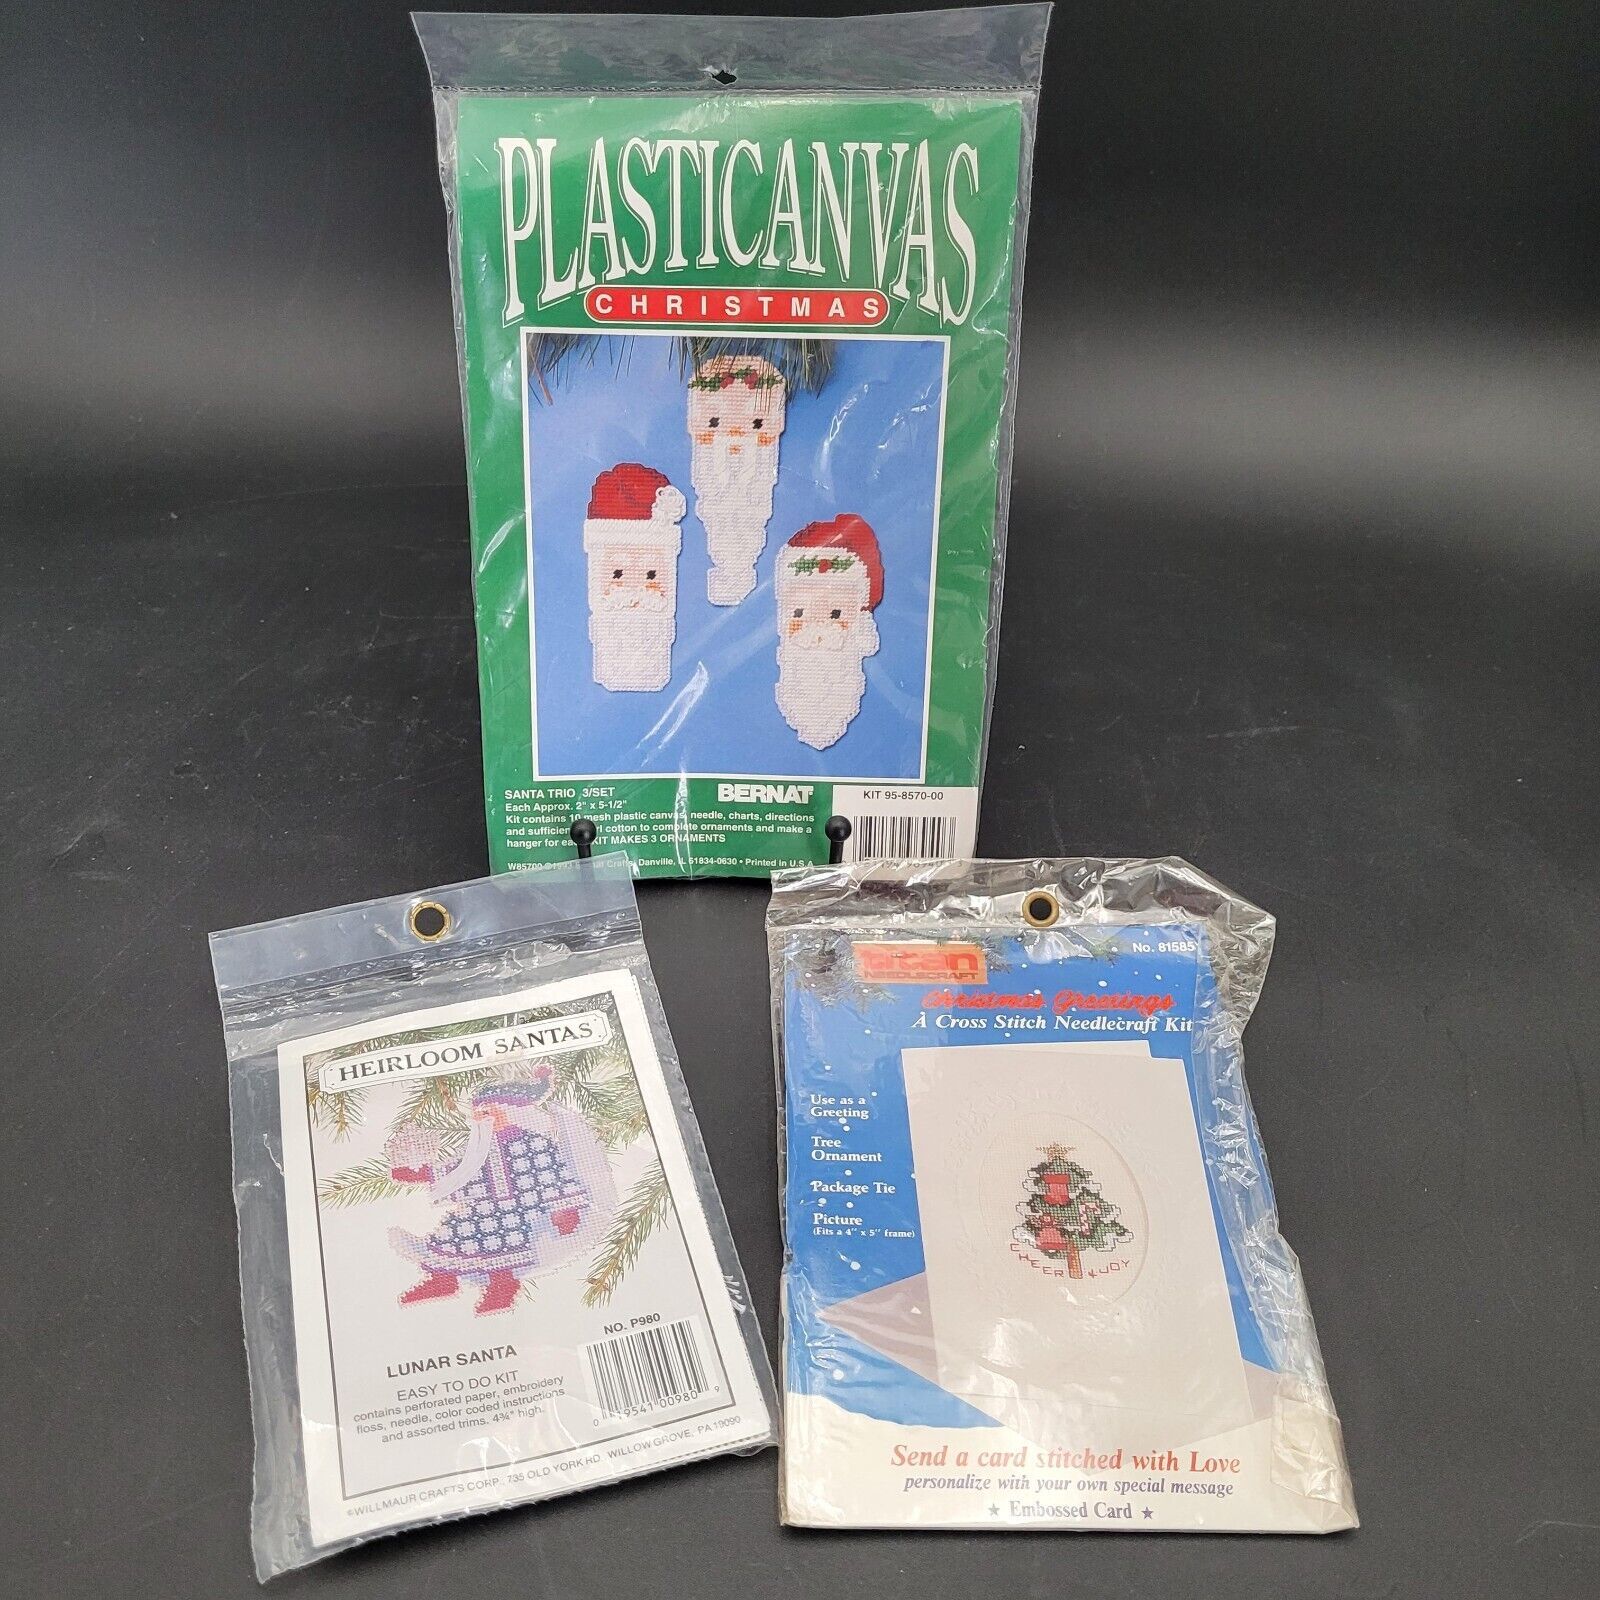 PLASTICANVAS
CHRISTMAS
SANTA TRIO 3/SET
Each Approx. 2" x 5-1/2"
Kit contains 10 mesh plastic canvas, needle, charts, directions
and sufficient cotton to complete ornaments and make a
hanger for KIT MAKES 3 ORNAMENTS
W85700 Crafts, Danville, IL 61834-0630 • Printed in U.S.A.
BERNAT
KIT 95-8570-00
HEIRLOOM SANTAS
NO. P980
LUNAR SANTA
EASY TO DO KIT
contains perforated paper, embroidery
floss, needle, color coded instructions
and assorted trims. 4¾" high.
0 19541 00980 9
©WILLMAUR CRAFTS CORP., 735 OLD YORK RD. WILLOW GROVE, PA 19090
titan
NEEDLECRAFT
No. 81585
Christmas Greetings
A Cross Stitch Needlecraft Kit
Use as a
Greeting
Tree
Ornament
Package Tie
Picture
(Fits a 4" x 5" frame)
CHEER & JOY
Send a card stitched with Love
personalize with your own special message
★ Embossed Card ★